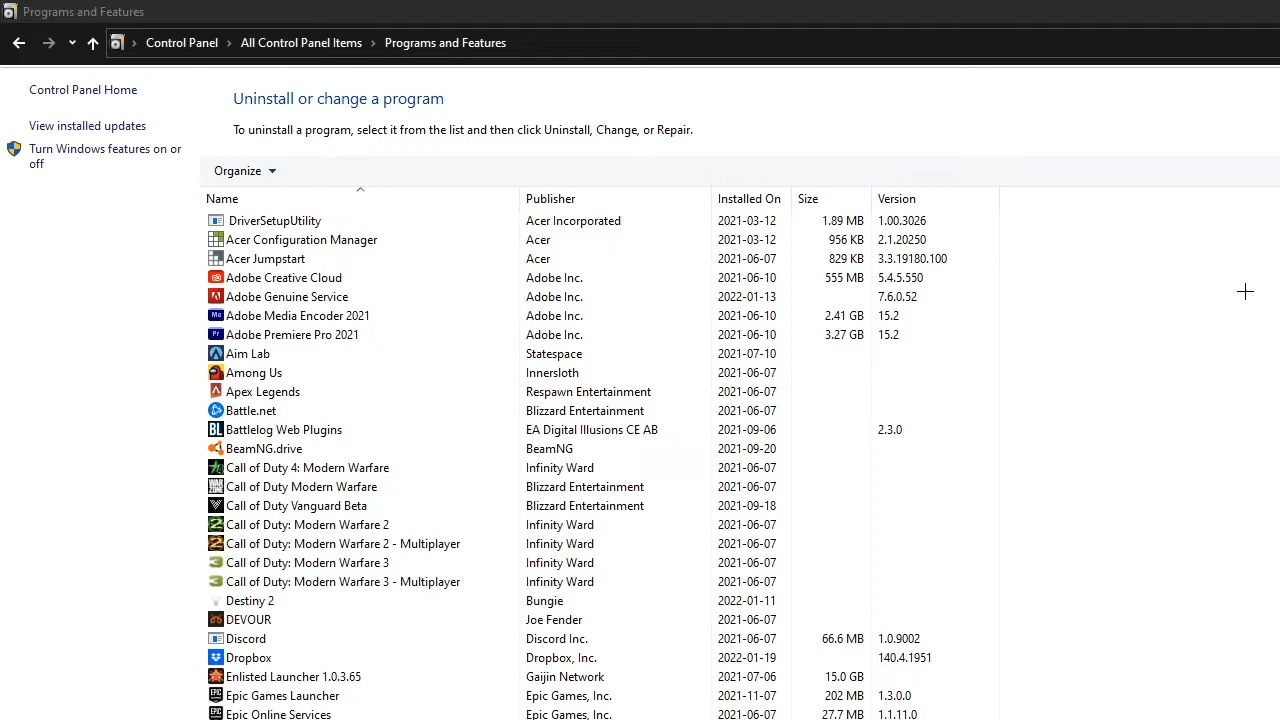 Programs and Features
Control Panel > All Control Panel Items > Programs and Features
Control Panel Home
View installed updates
Turn Windows features on or
off
Uninstall or change a program
To uninstall a program, select it from the list and then click Uninstall, Change, or Repair.
Organize
Name Publisher Installed On Size Version
DriverSetupUtility Acer Incorporated 2021-03-12 1.89 MB 1.00.3026
Acer Configuration Manager Acer 2021-03-12 956 KB 2.1.20250
Acer Jumpstart Acer 2021-06-07 829 KB 3.3.19180.100
Adobe Creative Cloud Adobe Inc. 2021-06-10 555 MB 5.4.5.550
Adobe Genuine Service Adobe Inc. 2022-01-13 7.6.0.52
Me Adobe Media Encoder 2021 Adobe Inc. 2021-06-10 2.41 GB 15.2
Pr Adobe Premiere Pro 2021 Adobe Inc. 2021-06-10 3.27 GB 15.2
Aim Lab Statespace 2021-07-10
Among Us Innersloth 2021-06-07
Apex Legends Respawn Entertainment 2021-06-07
Battle.net Blizzard Entertainment 2021-06-07
BL Battlelog Web Plugins EA Digital Illusions CE AB 2021-09-06 2.3.0
BeamNG.drive BeamNG 2021-09-20
Call of Duty 4: Modern Warfare Infinity Ward 2021-06-07
WAR ZONE Call of Duty Modern Warfare Blizzard Entertainment 2021-06-07
Call of Duty Vanguard Beta Blizzard Entertainment 2021-09-18
2 Call of Duty: Modern Warfare 2 Infinity Ward 2021-06-07
2 Call of Duty: Modern Warfare 2 - Multiplayer Infinity Ward 2021-06-07
3 Call of Duty: Modern Warfare 3 Infinity Ward 2021-06-07
3 Call of Duty: Modern Warfare 3 - Multiplayer Infinity Ward 2021-06-07
Destiny 2 Bungie 2022-01-11
DEVOUR Joe Fender 2021-06-07
Discord Discord Inc. 2021-06-07 66.6 MB 1.0.9002
Dropbox Dropbox, Inc. 2022-01-19 140.4.1951
Enlisted Launcher 1.0.3.65 Gaijin Network 2021-07-06 15.0 GB
EPIC Epic Games Launcher Epic Games, Inc. 2021-11-07 202 MB 1.3.0.0
EPIC Epic Online Services Epic Games, Inc. 2021-06-07 27.7 MB 1.1.11.0